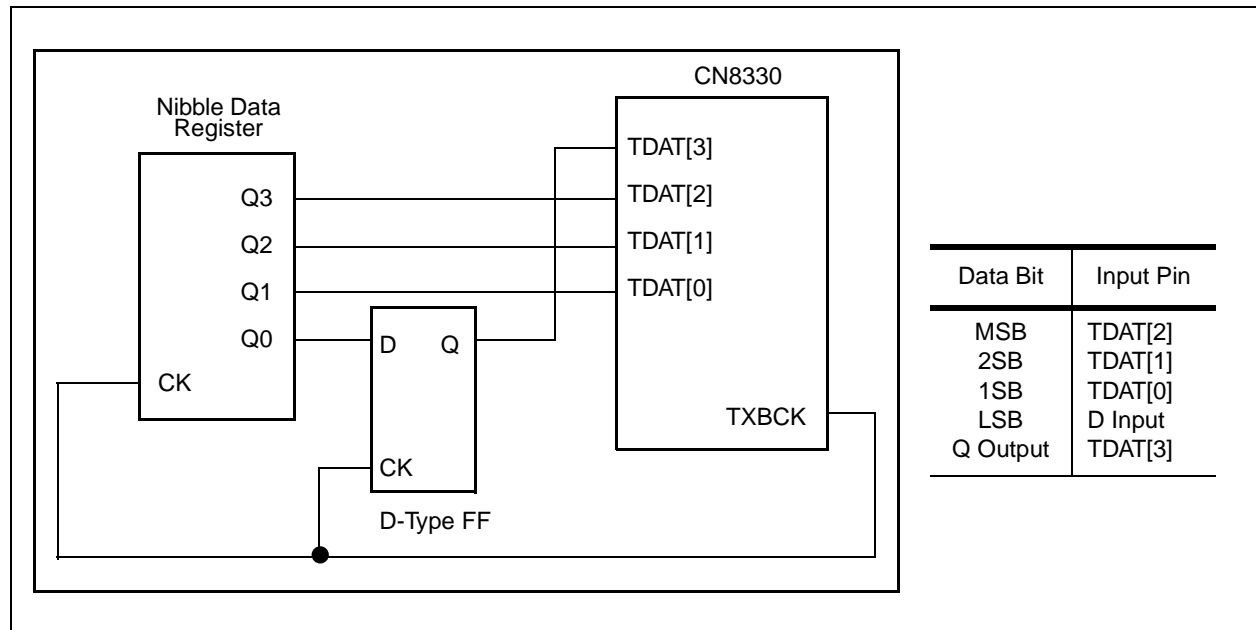 CN8330
Nibble Data
Register
Q3
Q2
Q1
Q0
CK
D Q
CK
D-Type FF
TDAT[3]
TDAT[2]
TDAT[1]
TDAT[0]
TXBCK
Data Bit Input Pin
MSB TDAT[2]
2SB TDAT[1]
1SB TDAT[0]
LSB D Input
Q Output TDAT[3]